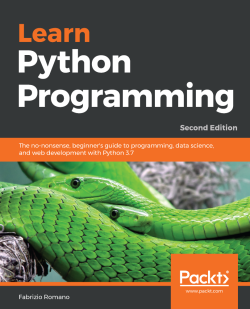 Learn
Python
Programming
Second Edition
The no-nonsense, beginner's guide to programming, data science,
and web development with Python 3.7
Packt>
www.packt.com
Fabrizio Romano